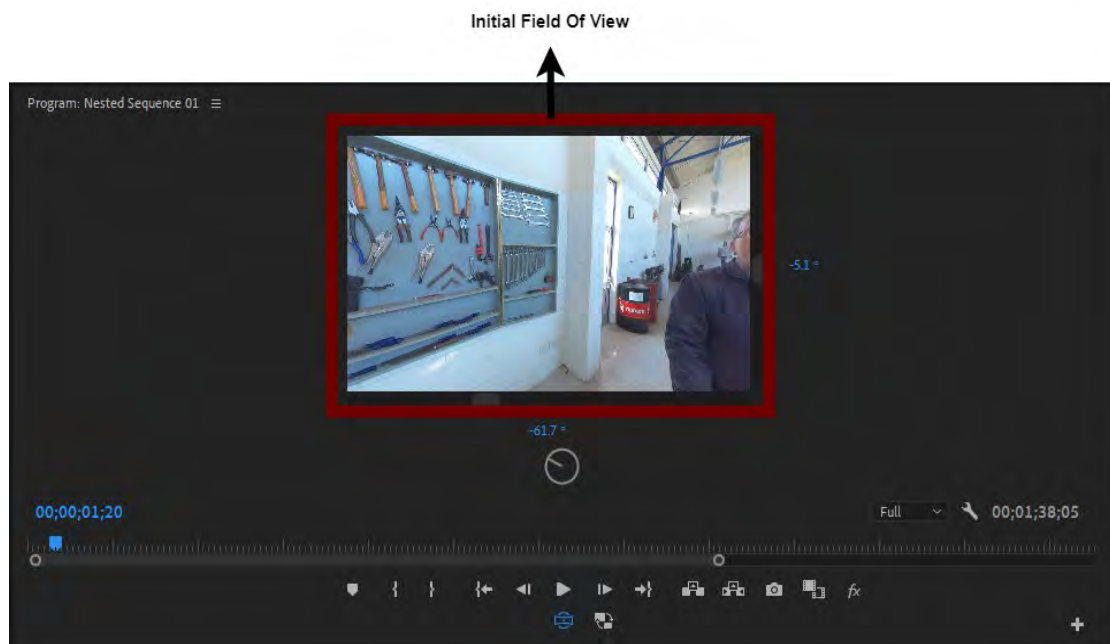 Initial Field Of View
Program: Nested Sequence 01
-5.1 °
-61.7 °
00;00;01;20
Full
00;01;38;05
fx